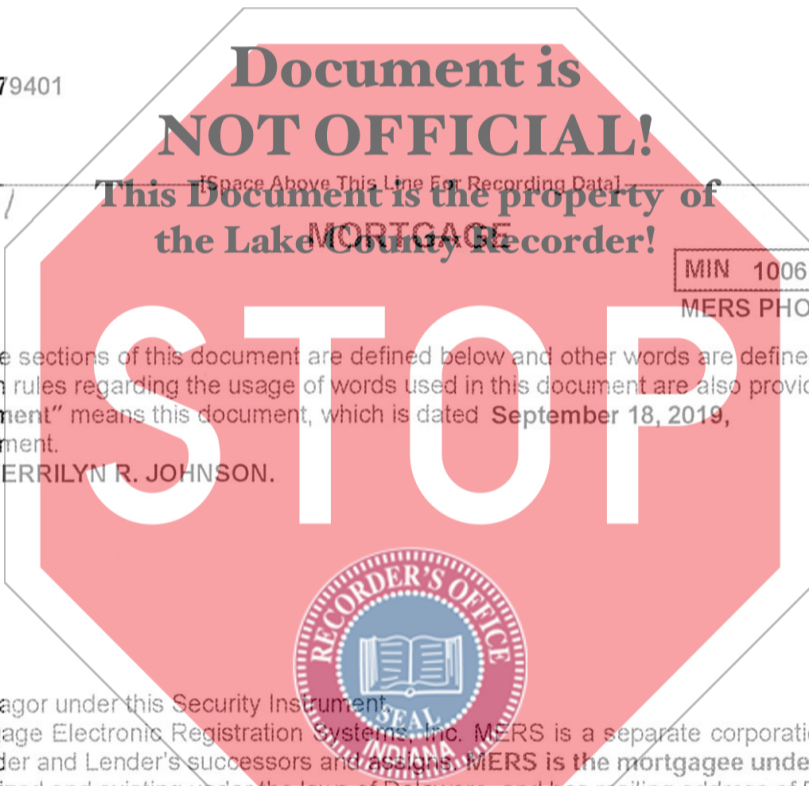 Document is
79401
NOT OFFICIAL!
[Space Above This Line For Recording Data]
This Document is the property of
MORTGAGE
the Lake County Recorder!
MIN 1006
MERS PHO
STOP
e sections of this document are defined below and other words are define
n rules regarding the usage of words used in this document are also provid
ment" means this document, which is dated September 18, 2019,
ment.
ERRILYN R. JOHNSON.
RECORDER'S OFFICE
SEAL
INDIANA
agor under this Security Instrument.
age Electronic Registration Systems, Inc. MERS is a separate corporati
der and Lender's successors and assigns. MERS is the mortgagee unde